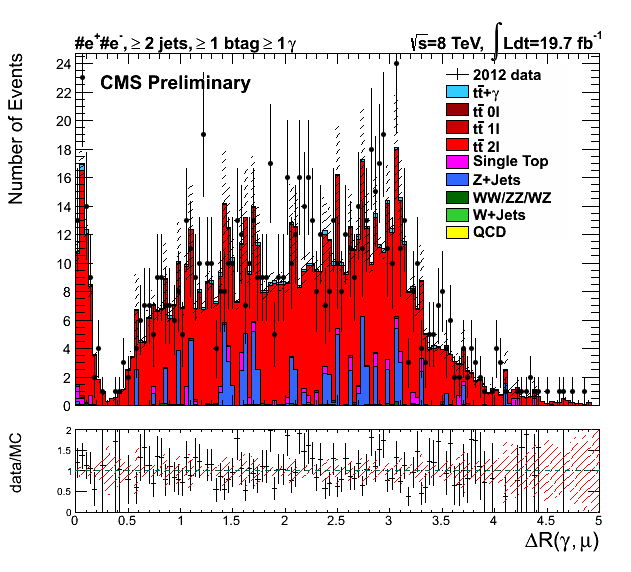 #e⁺#e⁻, ≥ 2 jets, ≥ 1 btag ≥ 1 γ
√s=8 TeV, ∫ Ldt=19.7 fb⁻¹
CMS Preliminary
2012 data
tt̄+γ
tt̄ 0l
tt̄ 1l
tt̄ 2l
Single Top
Z+Jets
WW/ZZ/WZ
W+Jets
QCD
Number of Events
24
22
20
18
16
14
12
10
8
6
4
2
0
data/MC
2
1.5
1
0.5
0
0 0.5 1 1.5 2 2.5 3 3.5 4 4.5 5
ΔR(γ,μ)